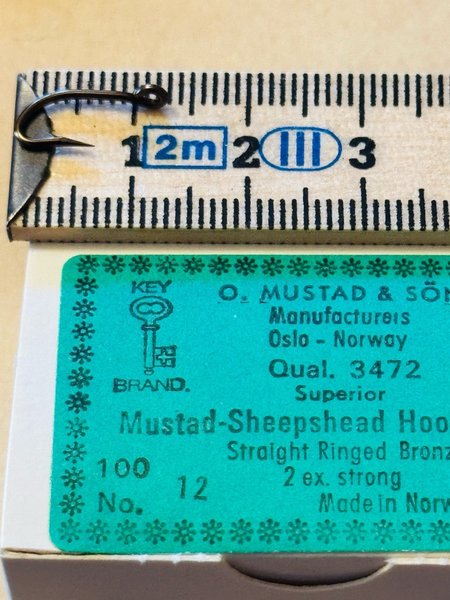 1 2m 2 III 3
KEY
BRAND.
O. MUSTAD & SÖN
Manufacturers
Oslo - Norway
Qual. 3472
Superior
Mustad-Sheepshead Hoo
Straight Ringed Bronz
2 ex. strong
Made in Norw
100
No. 12